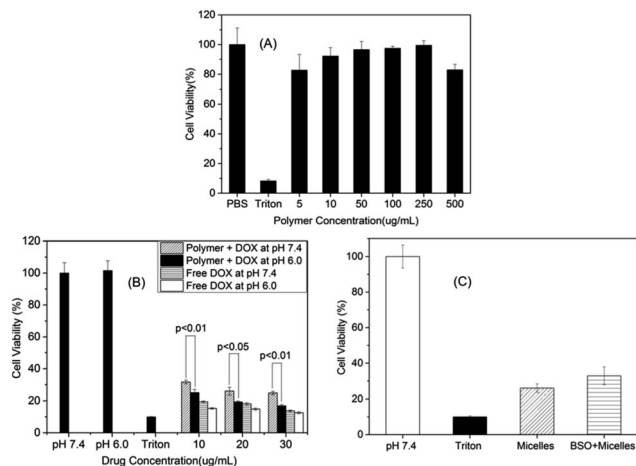 120
100
80
60
40
20
0
Cell Viability(%)
(A)
PBS Triton 5 10 50 100 250 500
Polymer Concentration(ug/mL)
120
100
80
60
40
20
0
Cell Viability (%)
(B)
Polymer + DOX at pH 7.4
Polymer + DOX at pH 6.0
Free DOX at pH 7.4
Free DOX at pH 6.0
p<0.01
p<0.05
p<0.01
pH 7.4 pH 6.0 Triton 10 20 30
Drug Concentration(ug/mL)
120
100
80
60
40
20
0
Cell Viability (%)
(C)
pH 7.4 Triton Micelles BSO+Micelles